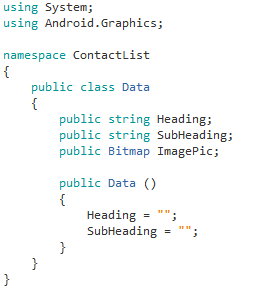 using System;
using Android.Graphics;

namespace ContactList
{
    public class Data
    {
        public string Heading;
        public string SubHeading;
        public Bitmap ImagePic;

        public Data ()
        {
            Heading = "";
            SubHeading = "";
        }
    }
}